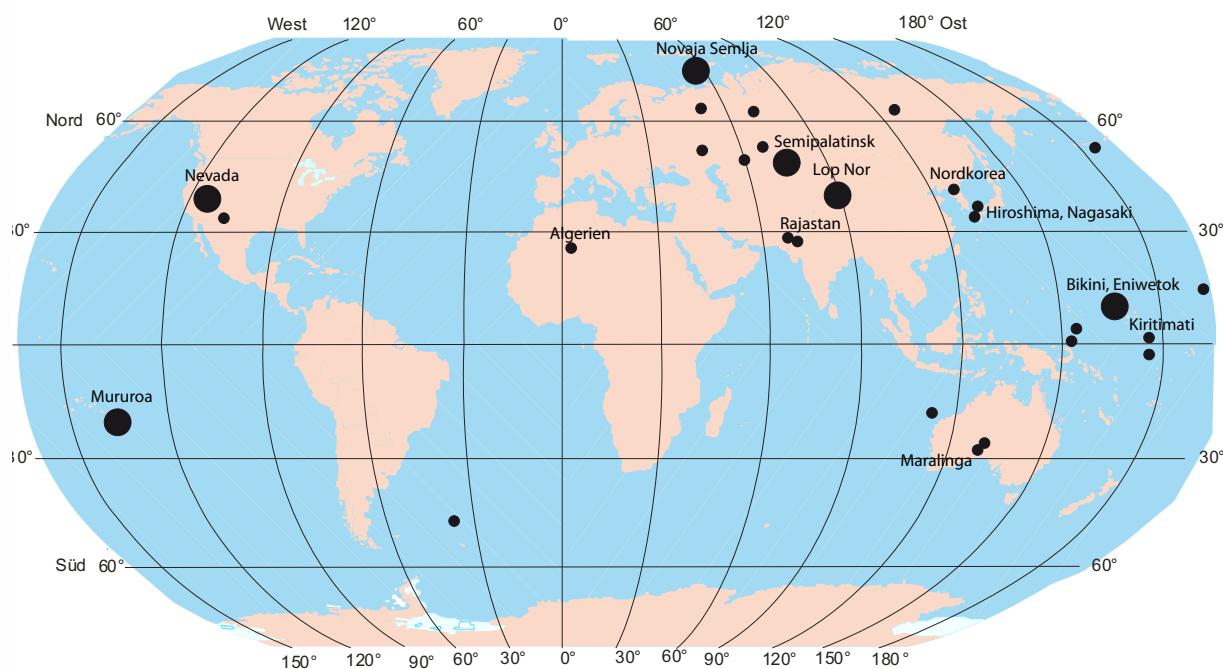 West 120° 60° 0° 60° 120° 180° Ost
Novaja Semlja
Nord 60° 60°
Semipalatinsk
Nevada
Lop Nor
Nordkorea
Hiroshima, Nagasaki
Rajastan
30° 30°
Algerien
Bikini, Eniwetok
Kiritimati
Mururoa
30° 30°
Maralinga
Süd 60° 60°
150° 120° 90° 60° 30° 0° 30° 60° 90° 120° 150° 180°